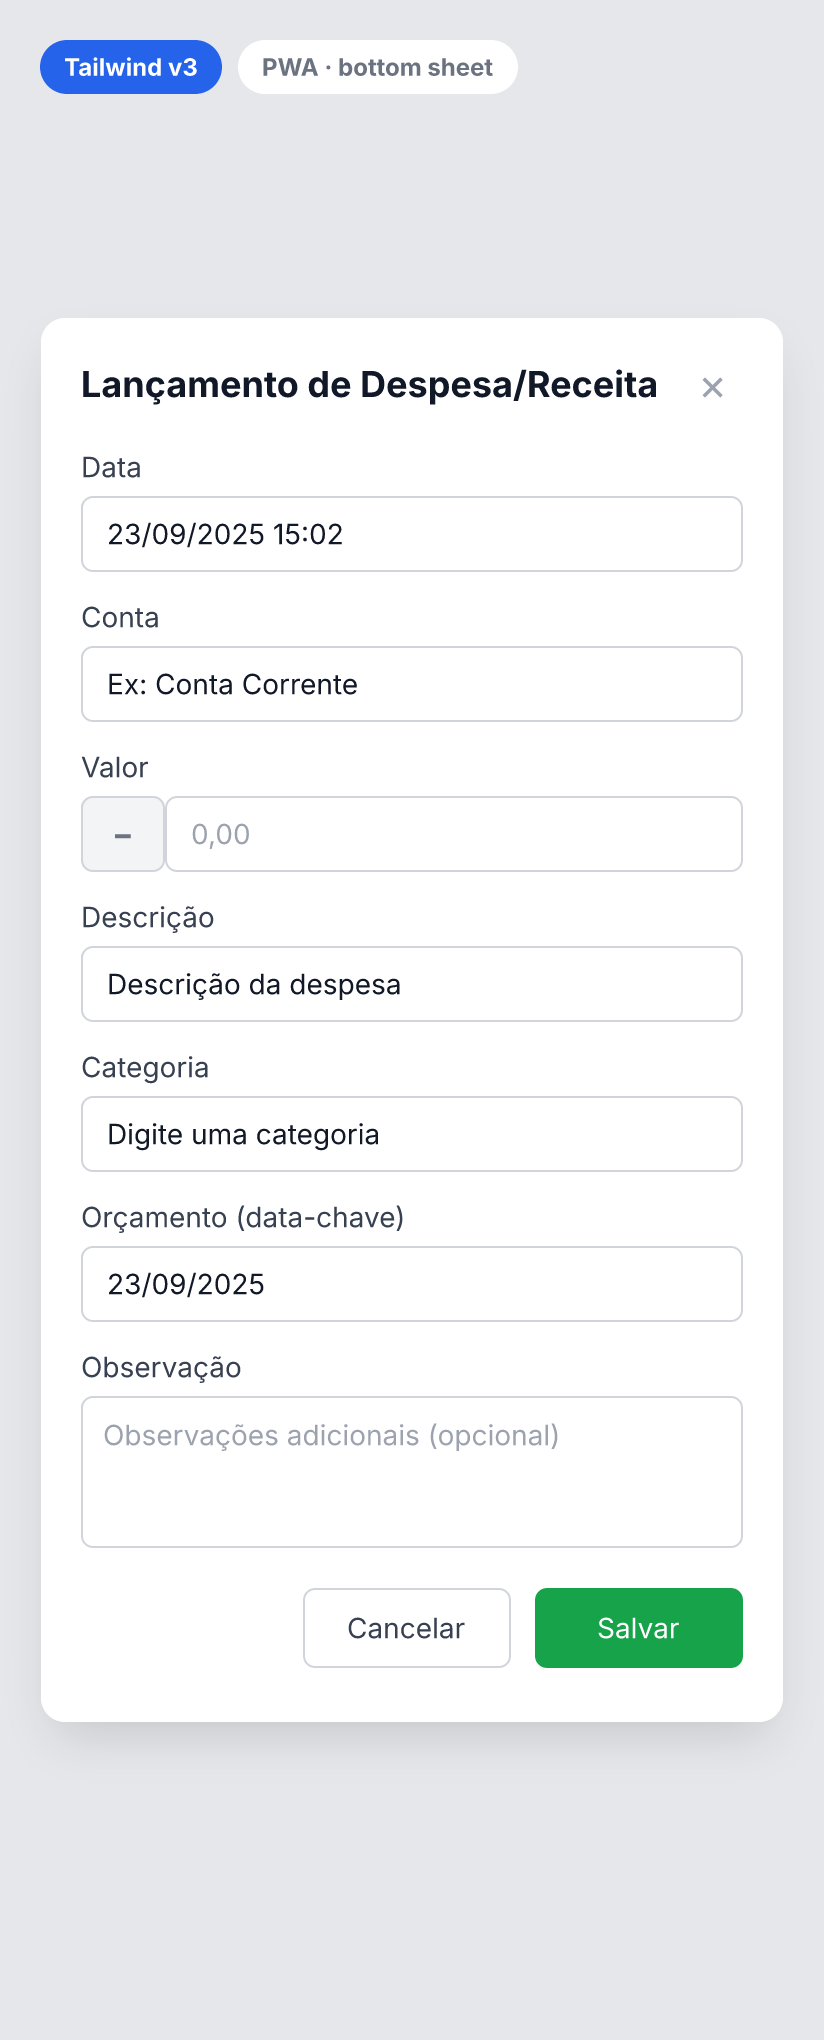 Tailwind v3
PWA · bottom sheet
Lançamento de Despesa/Receita ×
Data
23/09/2025 15:02
Conta
Ex: Conta Corrente
Valor
− 0,00
Descrição
Descrição da despesa
Categoria
Digite uma categoria
Orçamento (data-chave)
23/09/2025
Observação
Observações adicionais (opcional)
Cancelar
Salvar